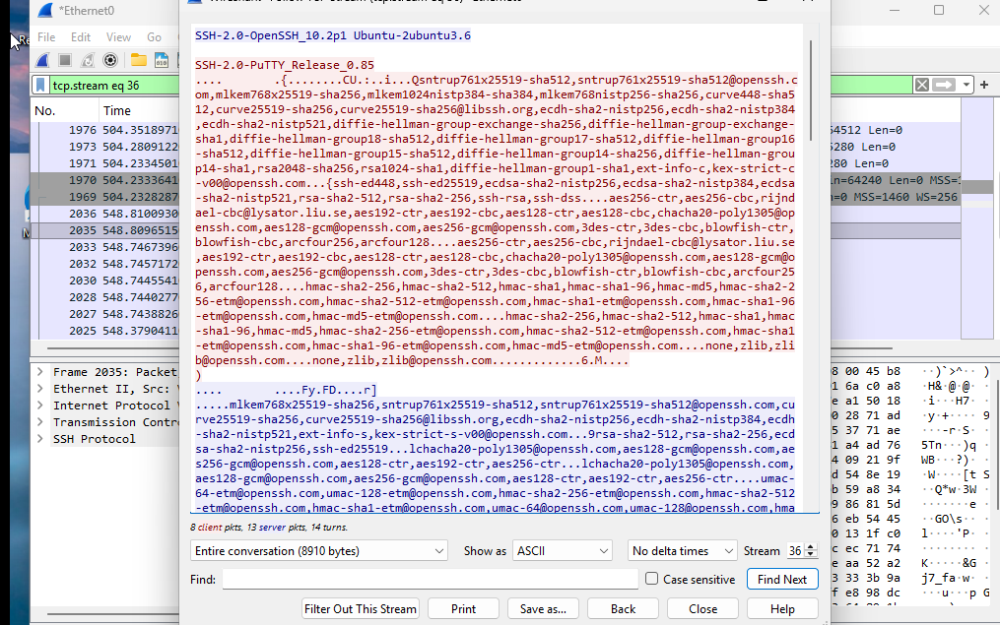 *Ethernet0
File Edit View Go
tcp.stream eq 36
No. Time
1976 504.3518971
1973 504.2809122
1971 504.2334501
1970 504.2333641
1969 504.2328287
2036 548.8100930
2035 548.8096515
2033 548.7467396
2032 548.7457172
2030 548.7445541
2028 548.7440277
2027 548.7438826
2025 548.3790411
Frame 2035: Packet
Ethernet II, Src:
Internet Protocol
Transmission Contro
SSH Protocol
SSH-2.0-OpenSSH_10.2p1 Ubuntu-2ubuntu3.6
SSH-2.0-PuTTY_Release_0.85
.... .{........CU.:..i...Qsntrup761x25519-sha512,sntrup761x25519-sha512@openssh.c
om,mlkem768x25519-sha256,mlkem1024nistp384-sha384,mlkem768nistp256-sha256,curve448-sha5
12,curve25519-sha256,curve25519-sha256@libssh.org,ecdh-sha2-nistp256,ecdh-sha2-nistp384
,ecdh-sha2-nistp521,diffie-hellman-group-exchange-sha256,diffie-hellman-group-exchange-
sha1,diffie-hellman-group18-sha512,diffie-hellman-group17-sha512,diffie-hellman-group16
-sha512,diffie-hellman-group15-sha512,diffie-hellman-group14-sha256,diffie-hellman-grou
p14-sha1,rsa2048-sha256,rsa1024-sha1,diffie-hellman-group1-sha1,ext-info-c,kex-strict-c
-v00@openssh.com...{ssh-ed448,ssh-ed25519,ecdsa-sha2-nistp256,ecdsa-sha2-nistp384,ecdsa
-sha2-nistp521,rsa-sha2-512,rsa-sha2-256,ssh-rsa,ssh-dss....aes256-ctr,aes256-cbc,rijnd
ael-cbc@lysator.liu.se,aes192-ctr,aes192-cbc,aes128-ctr,aes128-cbc,chacha20-poly1305@op
enssh.com,aes128-gcm@openssh.com,aes256-gcm@openssh.com,3des-ctr,3des-cbc,blowfish-ctr,
blowfish-cbc,arcfour256,arcfour128....aes256-ctr,aes256-cbc,rijndael-cbc@lysator.liu.se
,aes192-ctr,aes192-cbc,aes128-ctr,aes128-cbc,chacha20-poly1305@openssh.com,aes128-gcm@o
penssh.com,aes256-gcm@openssh.com,3des-ctr,3des-cbc,blowfish-ctr,blowfish-cbc,arcfour25
6,arcfour128....hmac-sha2-256,hmac-sha2-512,hmac-sha1,hmac-sha1-96,hmac-md5,hmac-sha2-2
56-etm@openssh.com,hmac-sha2-512-etm@openssh.com,hmac-sha1-etm@openssh.com,hmac-sha1-96
-etm@openssh.com,hmac-md5-etm@openssh.com....hmac-sha2-256,hmac-sha2-512,hmac-sha1,hmac
-sha1-96,hmac-md5,hmac-sha2-256-etm@openssh.com,hmac-sha2-512-etm@openssh.com,hmac-sha1
-etm@openssh.com,hmac-sha1-96-etm@openssh.com,hmac-md5-etm@openssh.com....none,zlib,zli
b@openssh.com....none,zlib,zlib@openssh.com.............6.M....
)
.... ....Fy.FD....r]
.....mlkem768x25519-sha256,sntrup761x25519-sha512,sntrup761x25519-sha512@openssh.com,cu
rve25519-sha256,curve25519-sha256@libssh.org,ecdh-sha2-nistp256,ecdh-sha2-nistp384,ecdh
-sha2-nistp521,ext-info-s,kex-strict-s-v00@openssh.com...9rsa-sha2-512,rsa-sha2-256,ecd
sa-sha2-nistp256,ssh-ed25519...lchacha20-poly1305@openssh.com,aes128-gcm@openssh.com,ae
s256-gcm@openssh.com,aes128-ctr,aes192-ctr,aes256-ctr...lchacha20-poly1305@openssh.com,
aes128-gcm@openssh.com,aes256-gcm@openssh.com,aes128-ctr,aes192-ctr,aes256-ctr....umac-
64-etm@openssh.com,umac-128-etm@openssh.com,hmac-sha2-256-etm@openssh.com,hmac-sha2-512
-etm@openssh.com,hmac-sha1-etm@openssh.com,umac-64@openssh.com,umac-128@openssh.com,hma
8 client pkts, 13 server pkts, 14 turns.
Entire conversation (8910 bytes) Show as ASCII No delta times Stream 36
Find: Case sensitive Find Next
Filter Out This Stream Print Save as... Back Close Help
64512 Len=0
5280 Len=0
280 Len=0
in=64240 Len=0 MSS=1
=0 MSS=1460 WS=256
8 00 45 b8 ··)`>^·· )
1 6a c0 a8 H&·@·@·
e a1 50 18 ·i···H7
0 28 71 ad ·y·+···· 9
5 37 71 ae ····-r·S
1 a4 ad 76 5Tn···)q
4 09 21 9f WB···?)·
d 54 8e 19 ·W····[t S
b 59 a8 34 ··Q*w·3W
9 86 81 5d ·······e
6 eb 54 45 ··GO\s··
0 13 1f c0 l····'P·
c ec 71 74
e aa 52 a2 K·····&G
3 33 3b 9a j7_fa·w·
f e8 98 dc ···u···p G